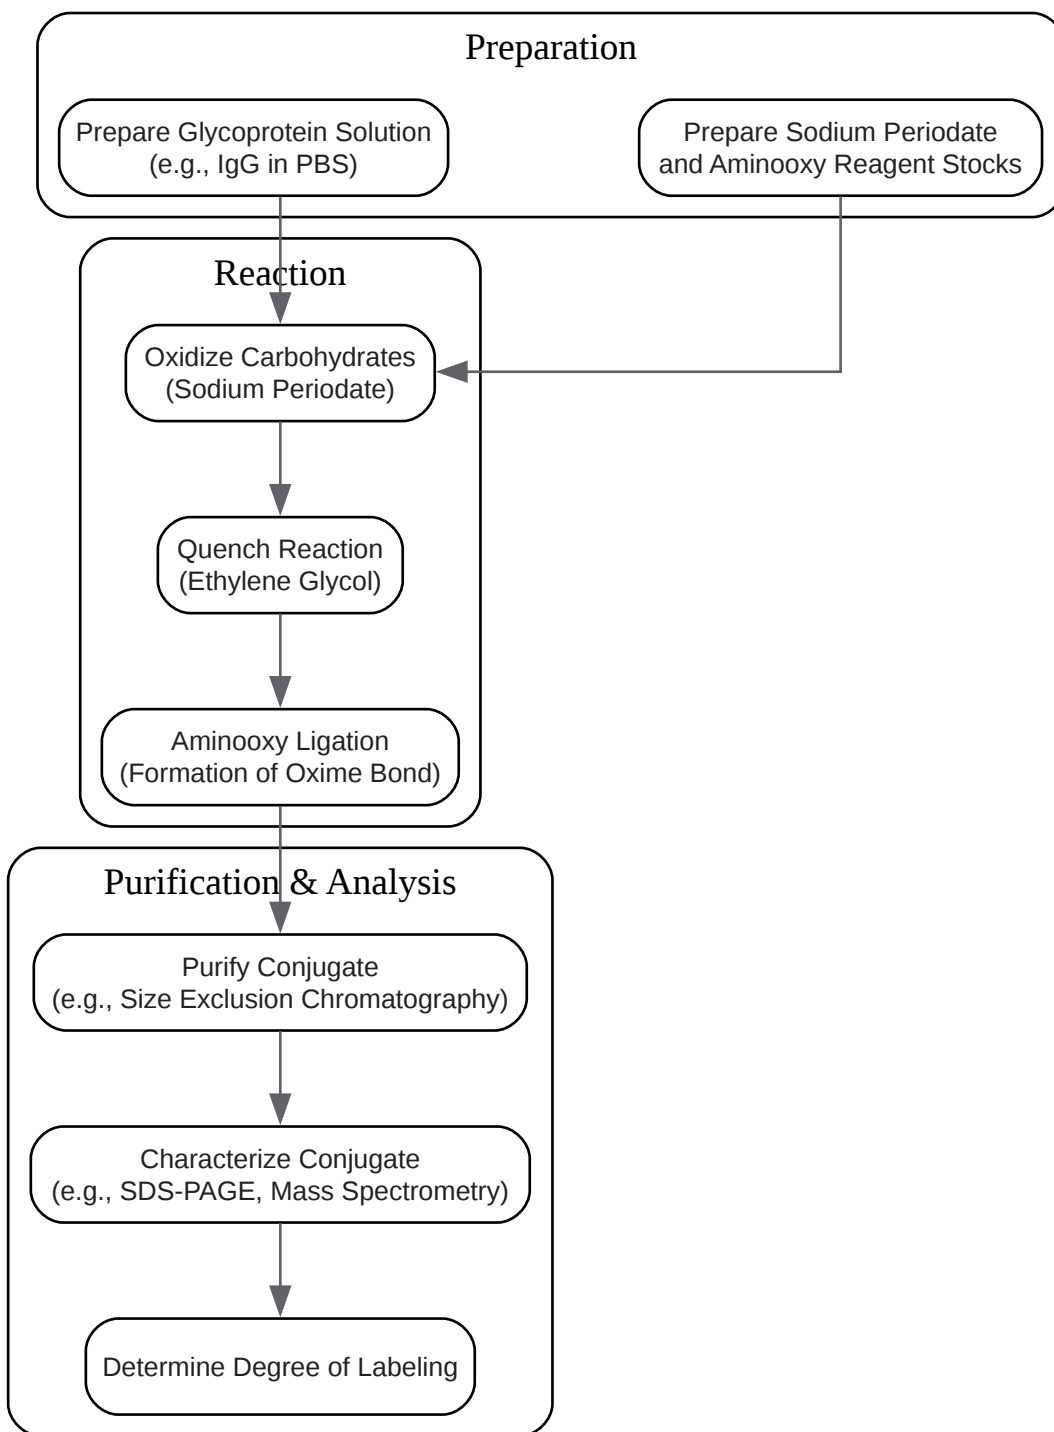 Preparation
Prepare Glycoprotein Solution
(e.g., IgG in PBS)
Prepare Sodium Periodate
and Aminooxy Reagent Stocks
Reaction
Oxidize Carbohydrates
(Sodium Periodate)
Quench Reaction
(Ethylene Glycol)
Aminooxy Ligation
(Formation of Oxime Bond)
Purification & Analysis
Purify Conjugate
(e.g., Size Exclusion Chromatography)
Characterize Conjugate
(e.g., SDS-PAGE, Mass Spectrometry)
Determine Degree of Labeling